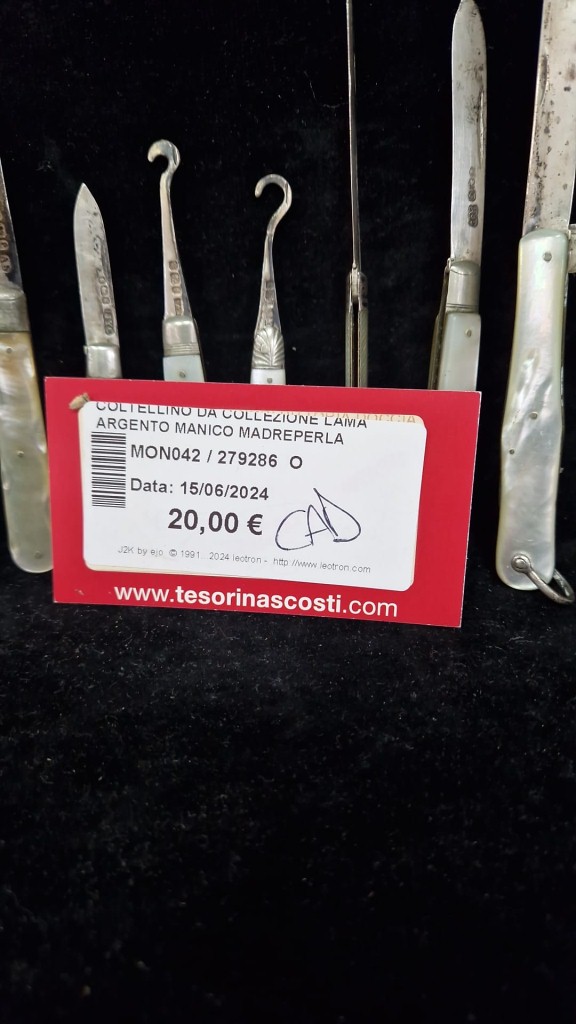 COLTELLINO DA COLLEZIONE LAMA
ARGENTO MANICO MADREPERLA
MON042 / 279286 O
Data: 15/06/2024
20,00 €
CAD
J2K by ejo © 1991...2024 leotron - http://www.leotron.com
www.tesorinascosti.com